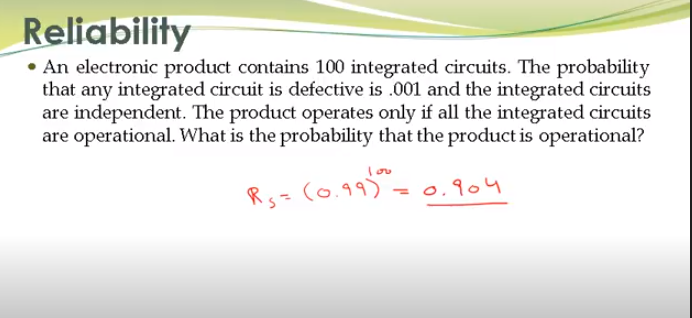 Reliability
• An electronic product contains 100 integrated circuits. The probability
that any integrated circuit is defective is .001 and the integrated circuits
are independent. The product operates only if all the integrated circuits
are operational. What is the probability that the product is operational?
Rs = (0.99)^100 = 0.904